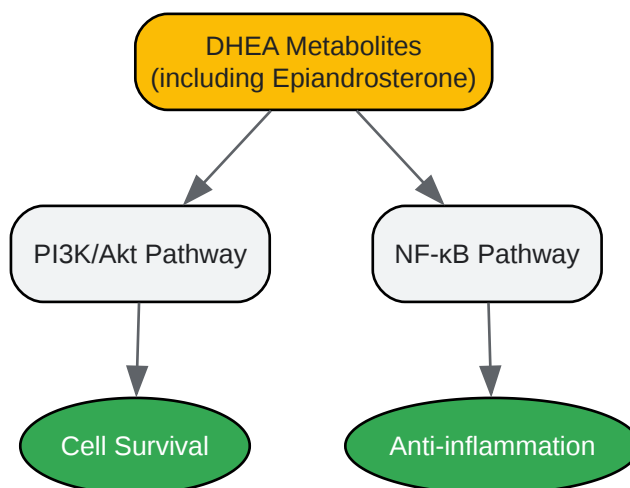 DHEA Metabolites
(including Epiandrosterone)
PI3K/Akt Pathway
NF-κB Pathway
Cell Survival
Anti-inflammation